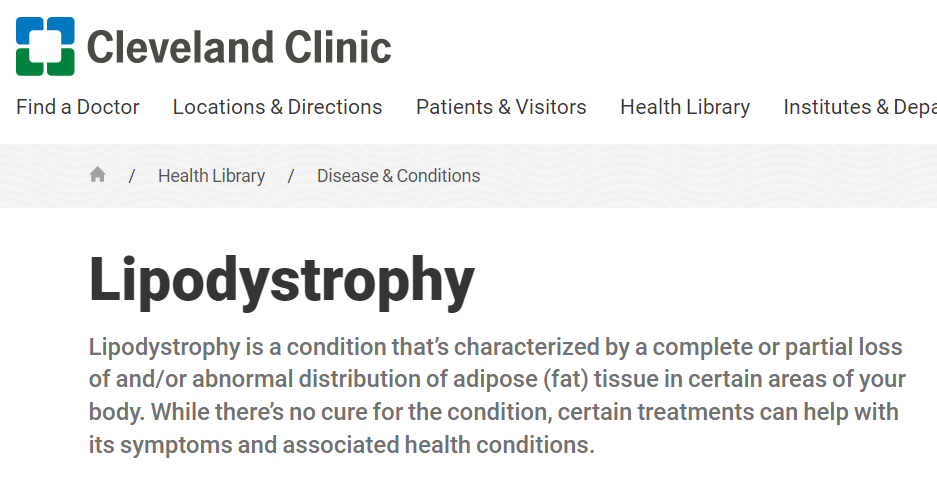 Cleveland Clinic
Find a Doctor Locations & Directions Patients & Visitors Health Library Institutes & Depa
/ Health Library / Disease & Conditions
Lipodystrophy
Lipodystrophy is a condition that’s characterized by a complete or partial loss
of and/or abnormal distribution of adipose (fat) tissue in certain areas of your
body. While there’s no cure for the condition, certain treatments can help with
its symptoms and associated health conditions.